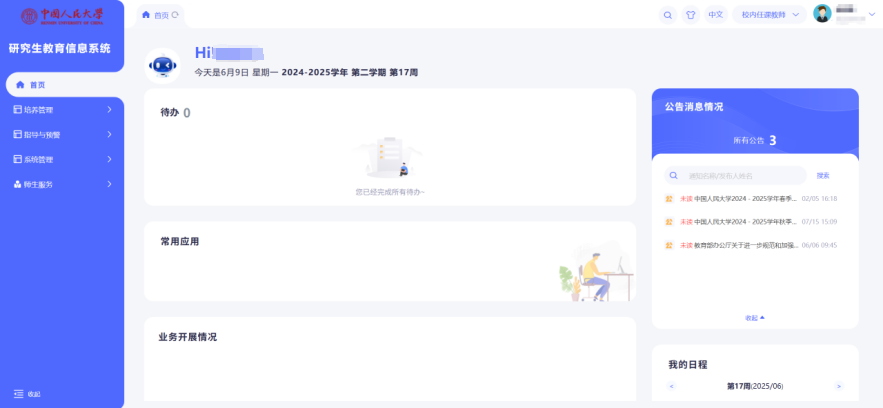 中国人民大学
RENMIN UNIVERSITY OF CHINA
研究生教育信息系统
首页
培养管理
指导与预警
系统管理
师生服务
收起
首页
中文
校内任课教师
Hi
今天是6月9日 星期一 2024-2025学年 第二学期 第17周
待办 0
您已经完成所有待办~
常用应用
业务开展情况
公告消息情况
所有公告 3
通知名称/发布人姓名
搜索
未读 中国人民大学2024 - 2025学年春季... 02/05 16:18
未读 中国人民大学2024 - 2025学年秋季... 07/15 15:09
未读 教育部办公厅关于进一步规范和加强... 06/06 09:45
收起
我的日程
第17周(2025/06)